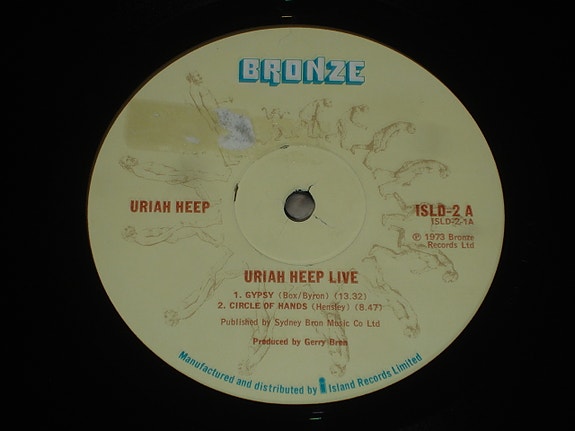 BRONZE
URIAH HEEP
ISLD-2 A
ISLD-2-1A
℗ 1973 Bronze
Records Ltd
URIAH HEEP LIVE
1. GYPSY (Box/Byron) (13.32)
2. CIRCLE OF HANDS (Hensley) (8.47)
Published by Sydney Bron Music Co Ltd
Produced by Gerry Bron
Manufactured and distributed by i Island Records Limited